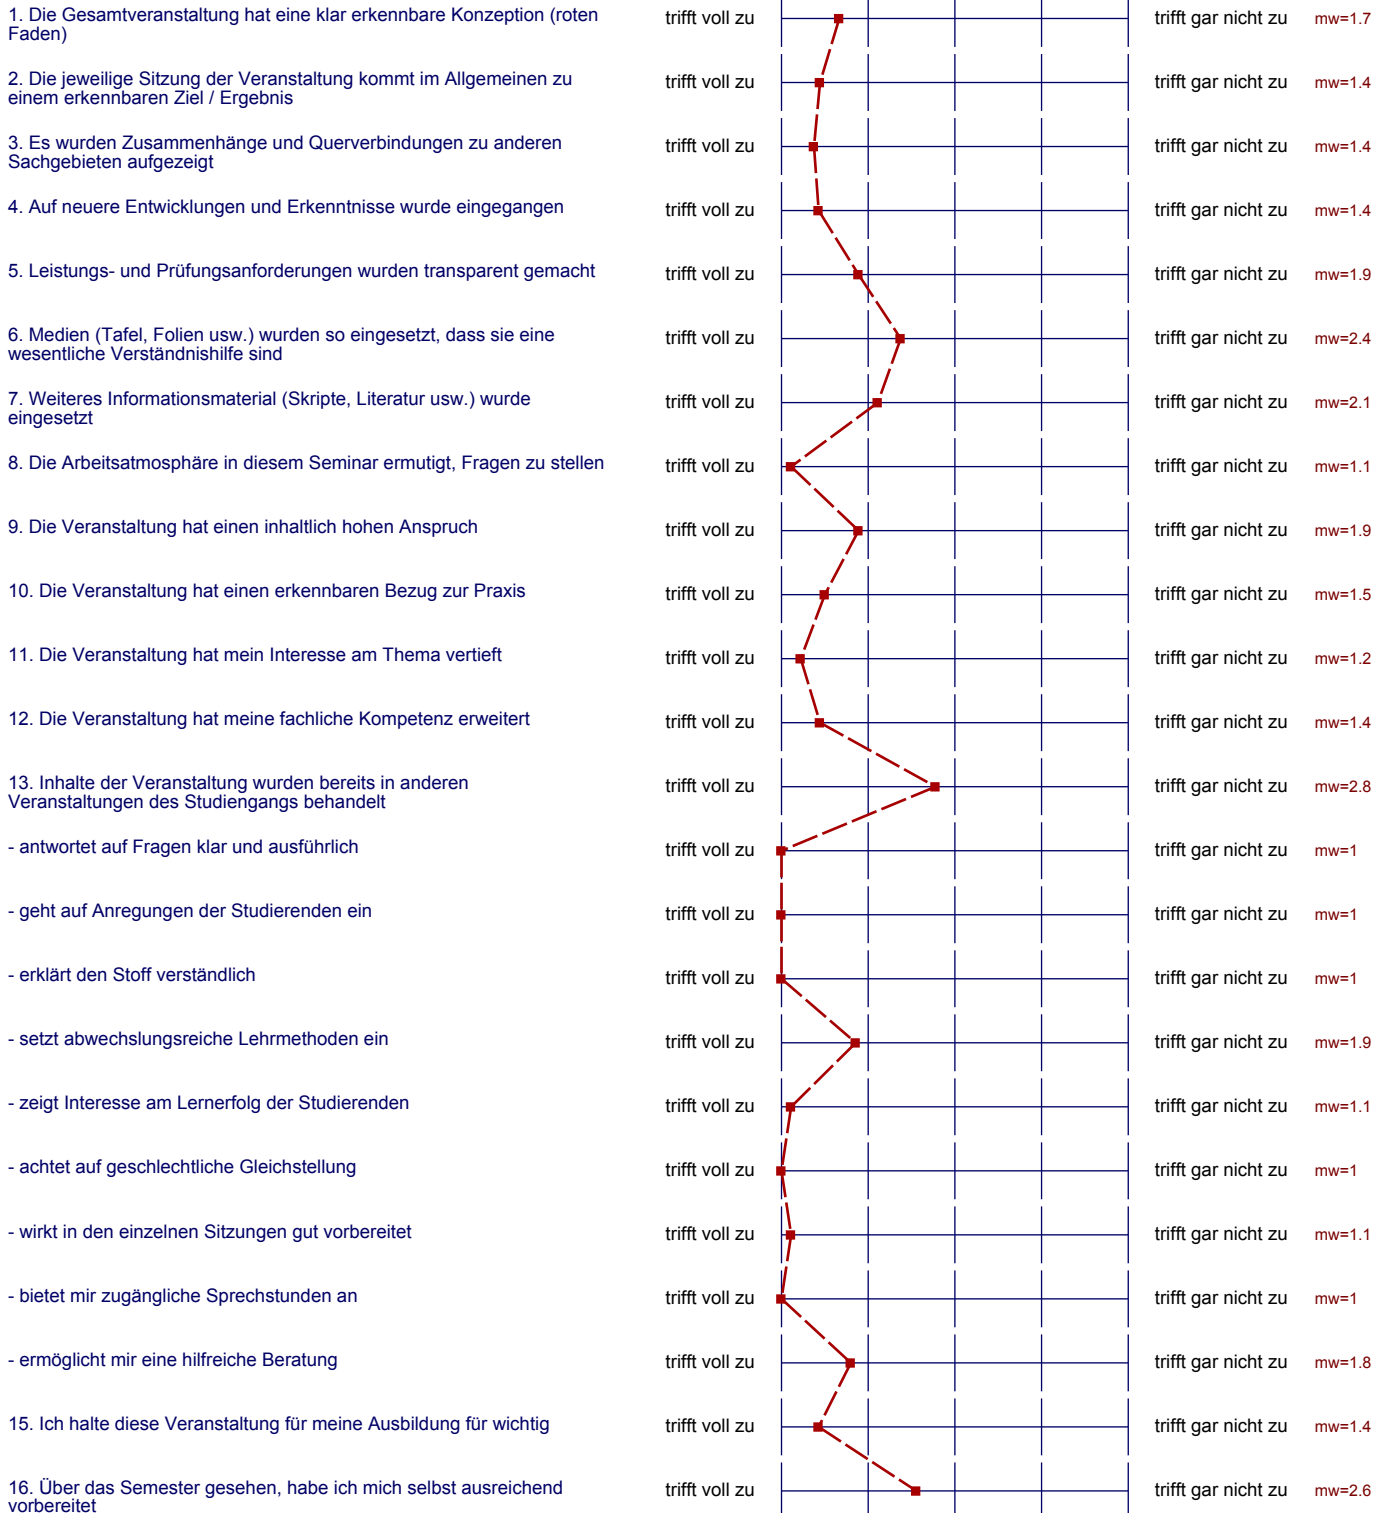 1. Die Gesamtveranstaltung hat eine klar erkennbare Konzeption (roten
Faden)
trifft voll zu
trifft gar nicht zu
mw=1.7
2. Die jeweilige Sitzung der Veranstaltung kommt im Allgemeinen zu
einem erkennbaren Ziel / Ergebnis
trifft voll zu
trifft gar nicht zu
mw=1.4
3. Es wurden Zusammenhänge und Querverbindungen zu anderen
Sachgebieten aufgezeigt
trifft voll zu
trifft gar nicht zu
mw=1.4
4. Auf neuere Entwicklungen und Erkenntnisse wurde eingegangen
trifft voll zu
trifft gar nicht zu
mw=1.4
5. Leistungs- und Prüfungsanforderungen wurden transparent gemacht
trifft voll zu
trifft gar nicht zu
mw=1.9
6. Medien (Tafel, Folien usw.) wurden so eingesetzt, dass sie eine
wesentliche Verständnishilfe sind
trifft voll zu
trifft gar nicht zu
mw=2.4
7. Weiteres Informationsmaterial (Skripte, Literatur usw.) wurde
eingesetzt
trifft voll zu
trifft gar nicht zu
mw=2.1
8. Die Arbeitsatmosphäre in diesem Seminar ermutigt, Fragen zu stellen
trifft voll zu
trifft gar nicht zu
mw=1.1
9. Die Veranstaltung hat einen inhaltlich hohen Anspruch
trifft voll zu
trifft gar nicht zu
mw=1.9
10. Die Veranstaltung hat einen erkennbaren Bezug zur Praxis
trifft voll zu
trifft gar nicht zu
mw=1.5
11. Die Veranstaltung hat mein Interesse am Thema vertieft
trifft voll zu
trifft gar nicht zu
mw=1.2
12. Die Veranstaltung hat meine fachliche Kompetenz erweitert
trifft voll zu
trifft gar nicht zu
mw=1.4
13. Inhalte der Veranstaltung wurden bereits in anderen
Veranstaltungen des Studiengangs behandelt
trifft voll zu
trifft gar nicht zu
mw=2.8
- antwortet auf Fragen klar und ausführlich
trifft voll zu
trifft gar nicht zu
mw=1
- geht auf Anregungen der Studierenden ein
trifft voll zu
trifft gar nicht zu
mw=1
- erklärt den Stoff verständlich
trifft voll zu
trifft gar nicht zu
mw=1
- setzt abwechslungsreiche Lehrmethoden ein
trifft voll zu
trifft gar nicht zu
mw=1.9
- zeigt Interesse am Lernerfolg der Studierenden
trifft voll zu
trifft gar nicht zu
mw=1.1
- achtet auf geschlechtliche Gleichstellung
trifft voll zu
trifft gar nicht zu
mw=1
- wirkt in den einzelnen Sitzungen gut vorbereitet
trifft voll zu
trifft gar nicht zu
mw=1.1
- bietet mir zugängliche Sprechstunden an
trifft voll zu
trifft gar nicht zu
mw=1
- ermöglicht mir eine hilfreiche Beratung
trifft voll zu
trifft gar nicht zu
mw=1.8
15. Ich halte diese Veranstaltung für meine Ausbildung für wichtig
trifft voll zu
trifft gar nicht zu
mw=1.4
16. Über das Semester gesehen, habe ich mich selbst ausreichend
vorbereitet
trifft voll zu
trifft gar nicht zu
mw=2.6